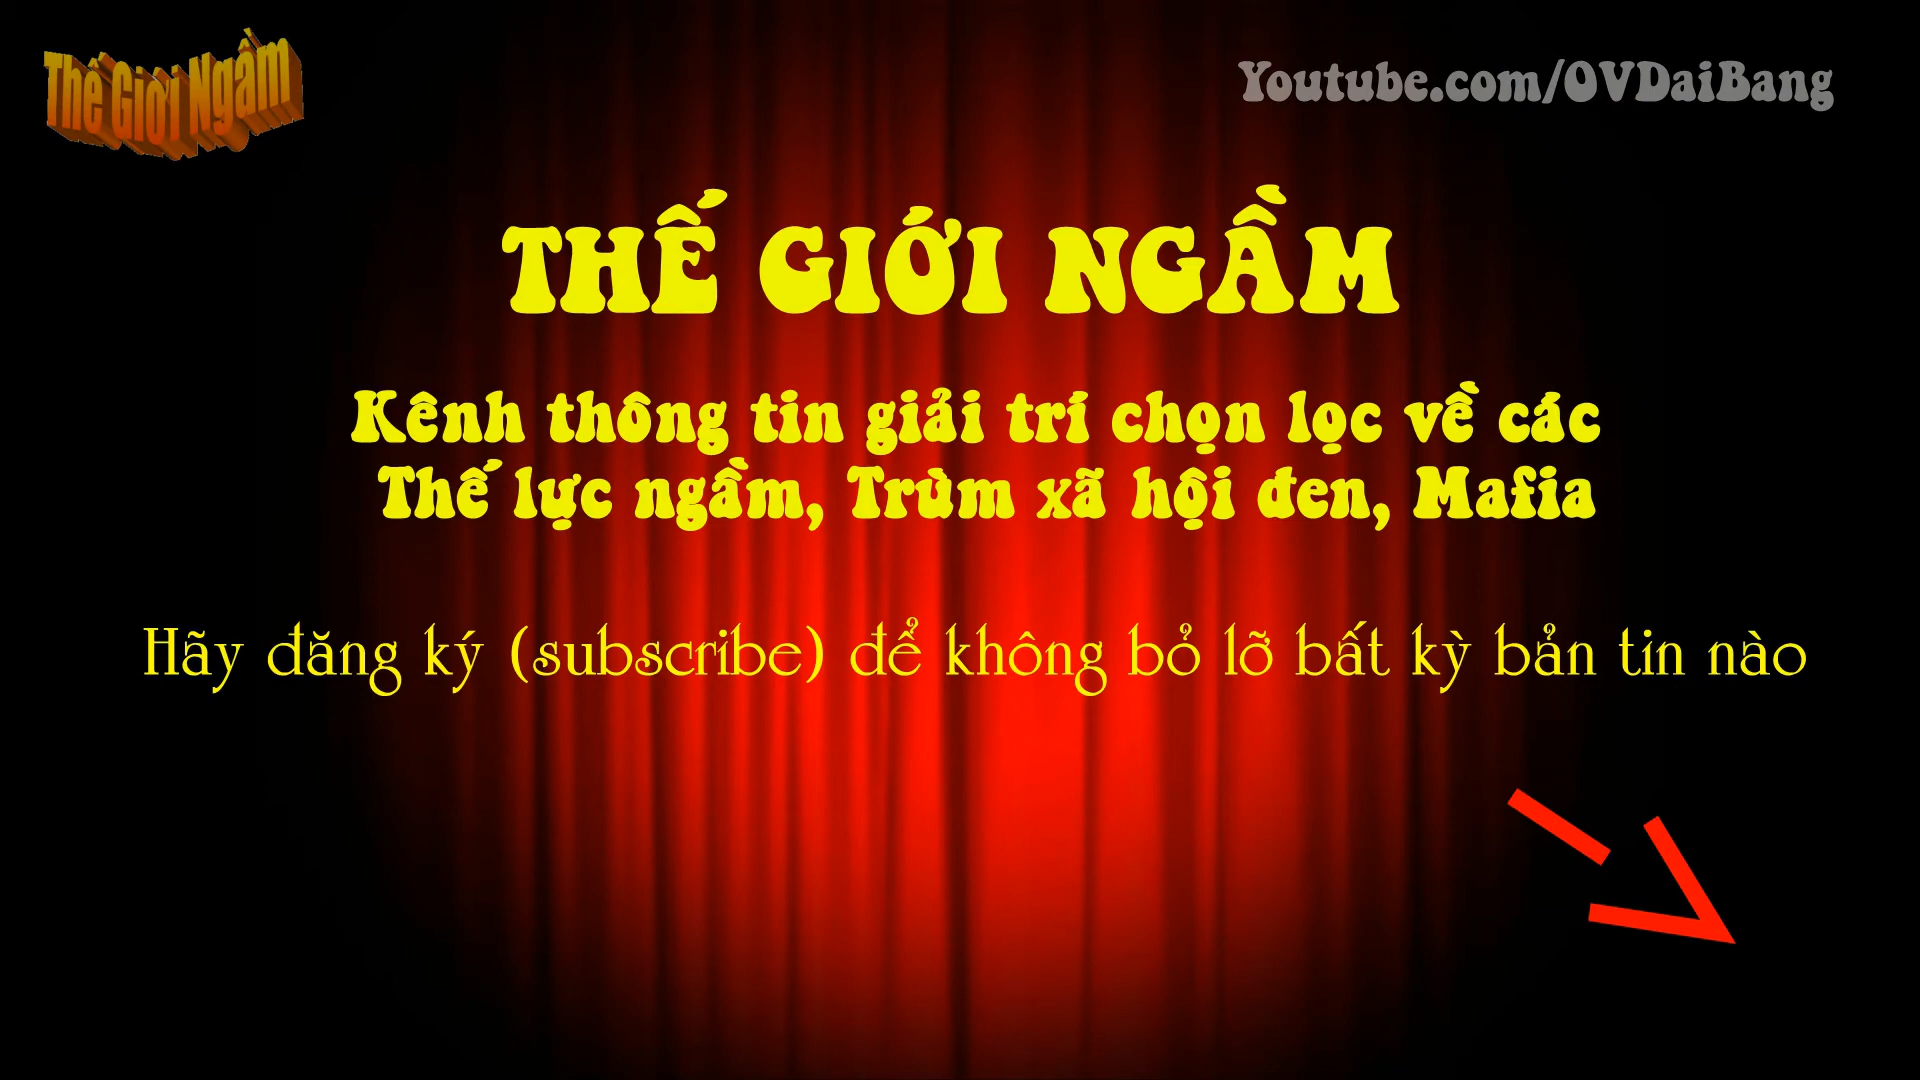 Thế Giới Ngầm
Youtube.com/OVDaiBang
THẾ GIỚI NGẦM
Kênh thông tin giải trí chọn lọc về các
Thế lực ngầm, Trùm xã hội đen, Mafia
Hãy đăng ký (subscribe) để không bỏ lỡ bất kỳ bản tin nào